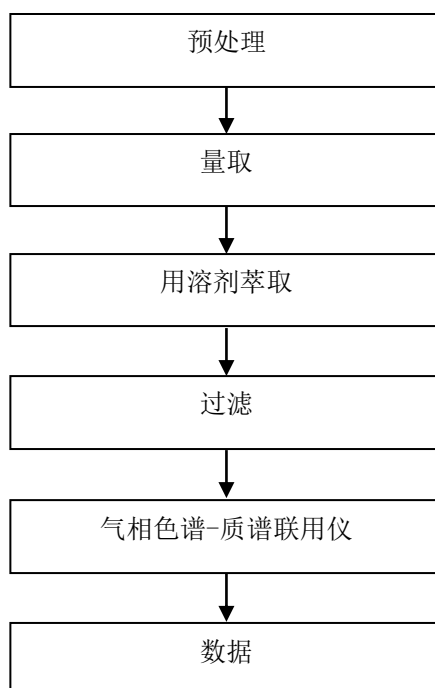 预处理
量取
用溶剂萃取
过滤
气相色谱-质谱联用仪
数据